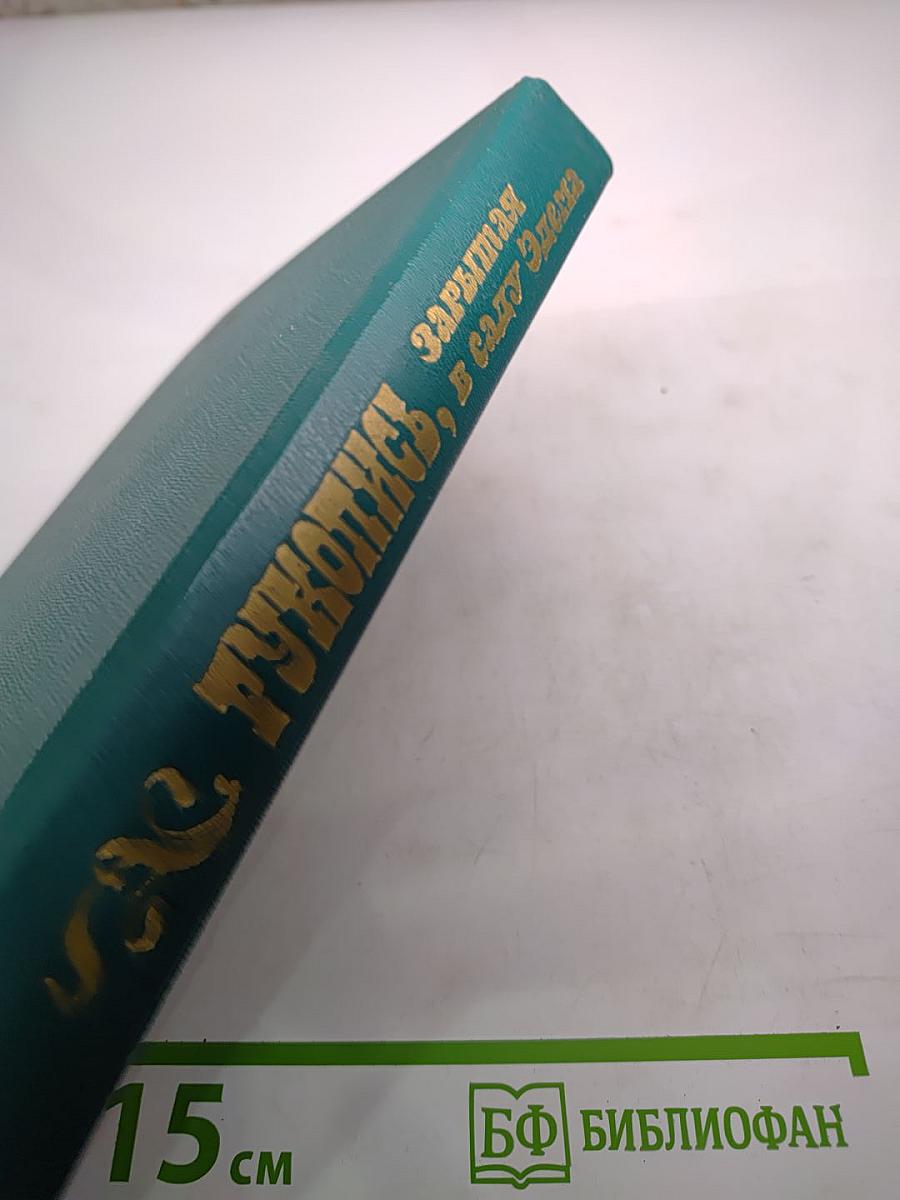 РУКОПИСЬ,
зарытая
в саду Эдема
15 см
БФ БИБЛИОФАН